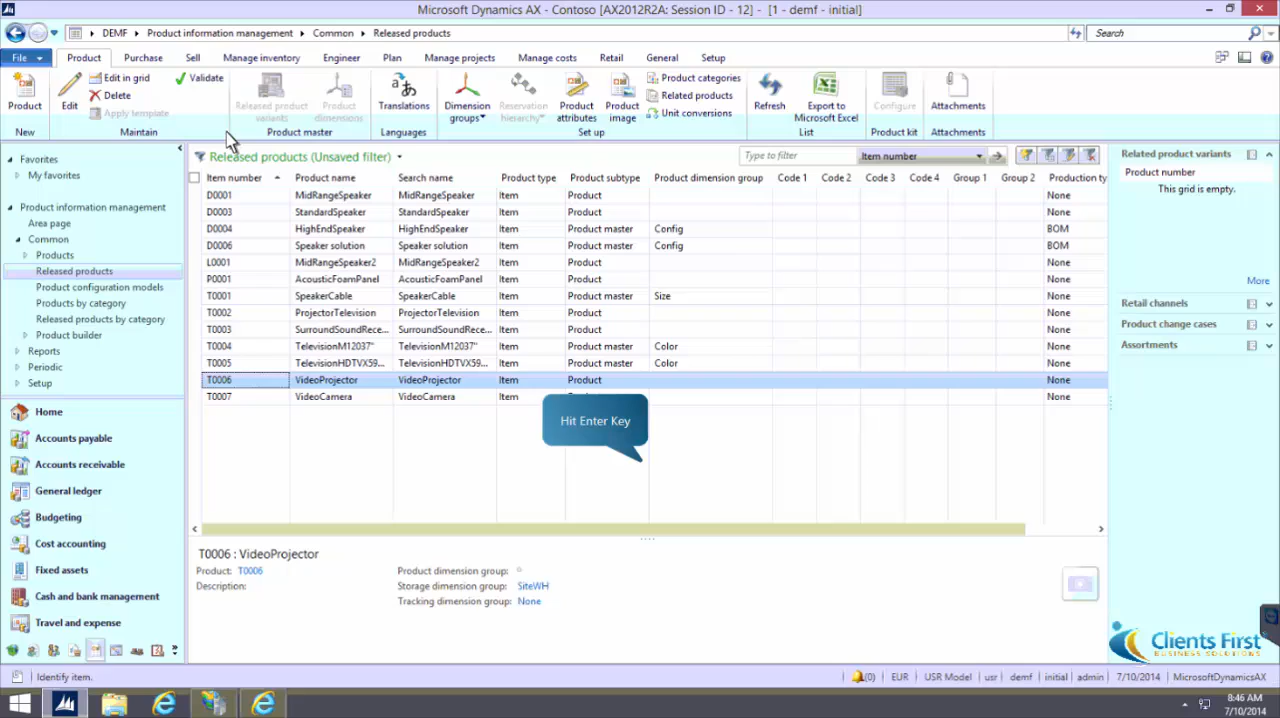 Microsoft Dynamics AX - Contoso [AX2012R2A: Session ID - 12] - [1 - demf - initial]
DEMF Product information management Common Released products
Search
File Product Purchase Sell Manage inventory Engineer Plan Manage projects Manage costs Retail General Setup
Product
New
Edit
Edit in grid
Delete
Apply template
Validate
Maintain
Released product variants
Product dimensions
Product master
Translations
Languages
Dimension groups
Reservation hierarchy
Product attributes
Product image
Product categories
Related products
Unit conversions
Set up
Refresh
Export to Microsoft Excel
List
Configure
Product kit
Attachments
Attachments
Favorites
My favorites
Product information management
Area page
Common
Products
Released products
Product configuration models
Products by category
Released products by category
Product builder
Reports
Periodic
Setup
Home
Accounts payable
Accounts receivable
General ledger
Budgeting
Cost accounting
Fixed assets
Cash and bank management
Travel and expense
Released products (Unsaved filter)
Type to filter
Item number
Item number Product name Search name Product type Product subtype Product dimension group Code 1 Code 2 Code 3 Code 4 Group 1 Group 2 Production ty
D0001 MidRangeSpeaker MidRangeSpeaker Item Product None
D0003 StandardSpeaker StandardSpeaker Item Product None
D0004 HighEndSpeaker HighEndSpeaker Item Product master Config BOM
D0006 Speaker solution Speaker solution Item Product master Config BOM
L0001 MidRangeSpeaker2 MidRangeSpeaker2 Item Product None
P0001 AcousticFoamPanel AcousticFoamPanel Item Product None
T0001 SpeakerCable SpeakerCable Item Product master Size None
T0002 ProjectorTelevision ProjectorTelevision Item Product None
T0003 SurroundSoundRece... SurroundSoundRece... Item Product None
T0004 TelevisionM12037" TelevisionM12037" Item Product master Color None
T0005 TelevisionHDTVX59... TelevisionHDTVX59... Item Product master Color None
T0006 VideoProjector VideoProjector Item Product None
T0007 VideoCamera VideoCamera Item None
Hit Enter Key
T0006 : VideoProjector
Product: T0006
Description:
Product dimension group:
Storage dimension group: SiteWH
Tracking dimension group: None
Related product variants
Product number
This grid is empty.
More
Retail channels
Product change cases
Assortments
Clients First
BUSINESS SOLUTIONS
Identify item.
(0) EUR USR Model usr demf initial admin 7/10/2014 MicrosoftDynamicsAX
8:46 AM
7/10/2014